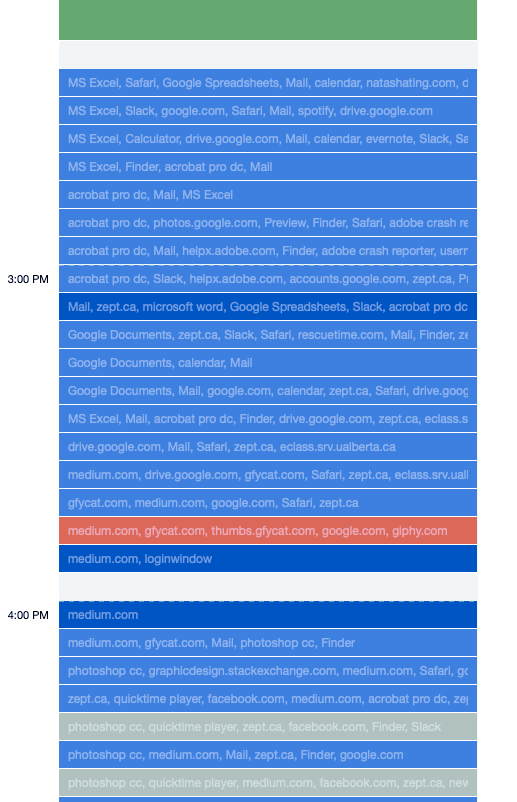 MS Excel, Safari, Google Spreadsheets, Mail, calendar, natashating.com, d
MS Excel, Slack, google.com, Safari, Mail, spotify, drive.google.com
MS Excel, Calculator, drive.google.com, Mail, calendar, evernote, Slack, Sa
MS Excel, Finder, acrobat pro dc, Mail
acrobat pro dc, Mail, MS Excel
acrobat pro dc, photos.google.com, Preview, Finder, Safari, adobe crash re
acrobat pro dc, Mail, helpx.adobe.com, Finder, adobe crash reporter, usern
3:00 PM acrobat pro dc, Slack, helpx.adobe.com, accounts.google.com, zept.ca, Pr
Mail, zept.ca, microsoft word, Google Spreadsheets, Slack, acrobat pro dc
Google Documents, zept.ca, Slack, Safari, rescuetime.com, Mail, Finder, ze
Google Documents, calendar, Mail
Google Documents, Mail, google.com, calendar, zept.ca, Safari, drive.goog
MS Excel, Mail, acrobat pro dc, Finder, drive.google.com, zept.ca, eclass.s
drive.google.com, Mail, Safari, zept.ca, eclass.srv.ualberta.ca
medium.com, drive.google.com, gfycat.com, Safari, zept.ca, eclass.srv.uall
gfycat.com, medium.com, google.com, Safari, zept.ca
medium.com, gfycat.com, thumbs.gfycat.com, google.com, giphy.com
medium.com, loginwindow
4:00 PM medium.com
medium.com, gfycat.com, Mail, photoshop cc, Finder
photoshop cc, graphicdesign.stackexchange.com, medium.com, Safari, go
zept.ca, quicktime player, facebook.com, medium.com, acrobat pro dc, zep
photoshop cc, quicktime player, zept.ca, facebook.com, Finder, Slack
photoshop cc, medium.com, Mail, zept.ca, Finder, google.com
photoshop cc, quicktime player, medium.com, facebook.com, zept.ca, new